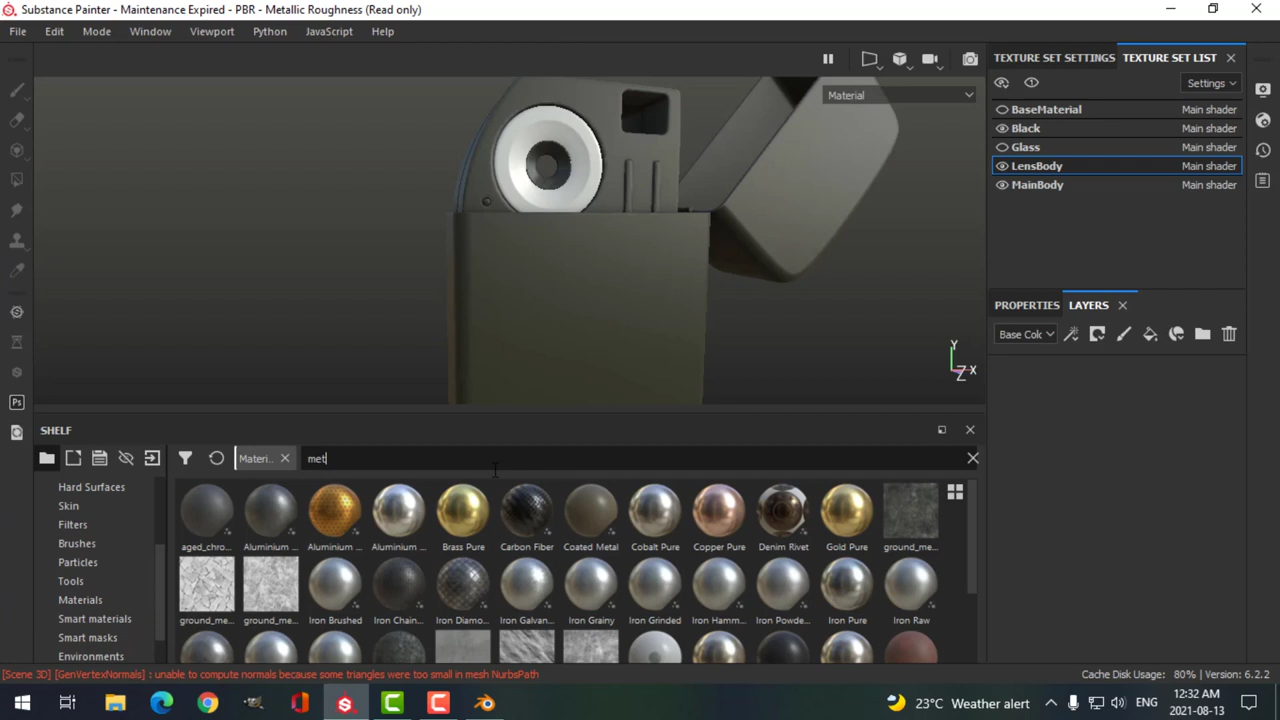 Substance Painter - Maintenance Expired - PBR - Metallic Roughness (Read only)
File Edit Mode Window Viewport Python JavaScript Help
Material
TEXTURE SET SETTINGS TEXTURE SET LIST
Settings
BaseMaterial Main shader
Black Main shader
Glass Main shader
LensBody Main shader
MainBody Main shader
PROPERTIES LAYERS
Base Col
Y
X
Z
Ps
SHELF
Materi.. met
Hard Surfaces
Skin
Filters
Brushes
Particles
Tools
Materials
Smart materials
Smart masks
Environments
aged_chro... Aluminium ... Aluminium ... Aluminium ... Brass Pure Carbon Fiber Coated Metal Cobalt Pure Copper Pure Denim Rivet Gold Pure ground_me...
ground_me... ground_me... Iron Brushed Iron Chain... Iron Diamo... Iron Galvan... Iron Grainy Iron Grinded Iron Hamm... Iron Powde... Iron Pure Iron Raw
[Scene 3D] [GenVertexNormals] : unable to compute normals because some triangles were too small in mesh NurbsPath
Cache Disk Usage: 80% | Version: 6.2.2
23°C Weather alert ENG 12:32 AM
2021-08-13